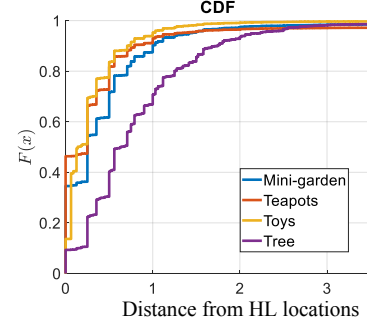 CDF
1
0.8
0.6
0.4
0.2
0
F(x)
Mini-garden
Teapots
Toys
Tree
0 1 2 3
Distance from HL locations